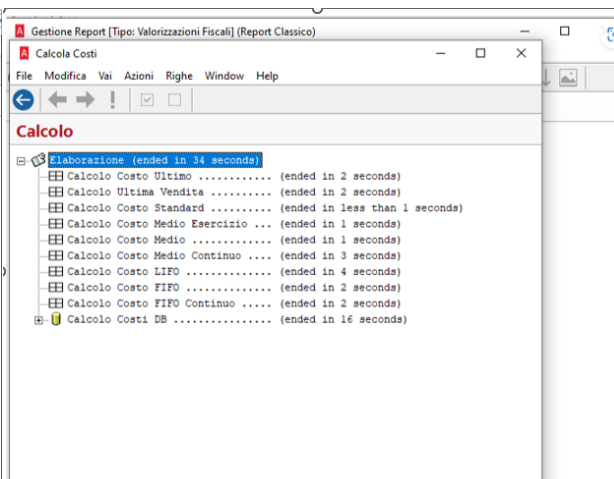 Gestione Report [Tipo: Valorizzazioni Fiscali] (Report Classico)
Calcola Costi
File Modifica Vai Azioni Righe Window Help
Calcolo
Elaborazione (ended in 34 seconds)
Calcolo Costo Ultimo ............ (ended in 2 seconds)
Calcolo Ultima Vendita .......... (ended in 2 seconds)
Calcolo Costo Standard .......... (ended in less than 1 seconds)
Calcolo Costo Medio Esercizio ... (ended in 1 seconds)
Calcolo Costo Medio ............. (ended in 1 seconds)
Calcolo Costo Medio Continuo .... (ended in 3 seconds)
Calcolo Costo LIFO .............. (ended in 4 seconds)
Calcolo Costo FIFO .............. (ended in 2 seconds)
Calcolo Costo FIFO Continuo ..... (ended in 2 seconds)
Calcolo Costi DB ................ (ended in 16 seconds)